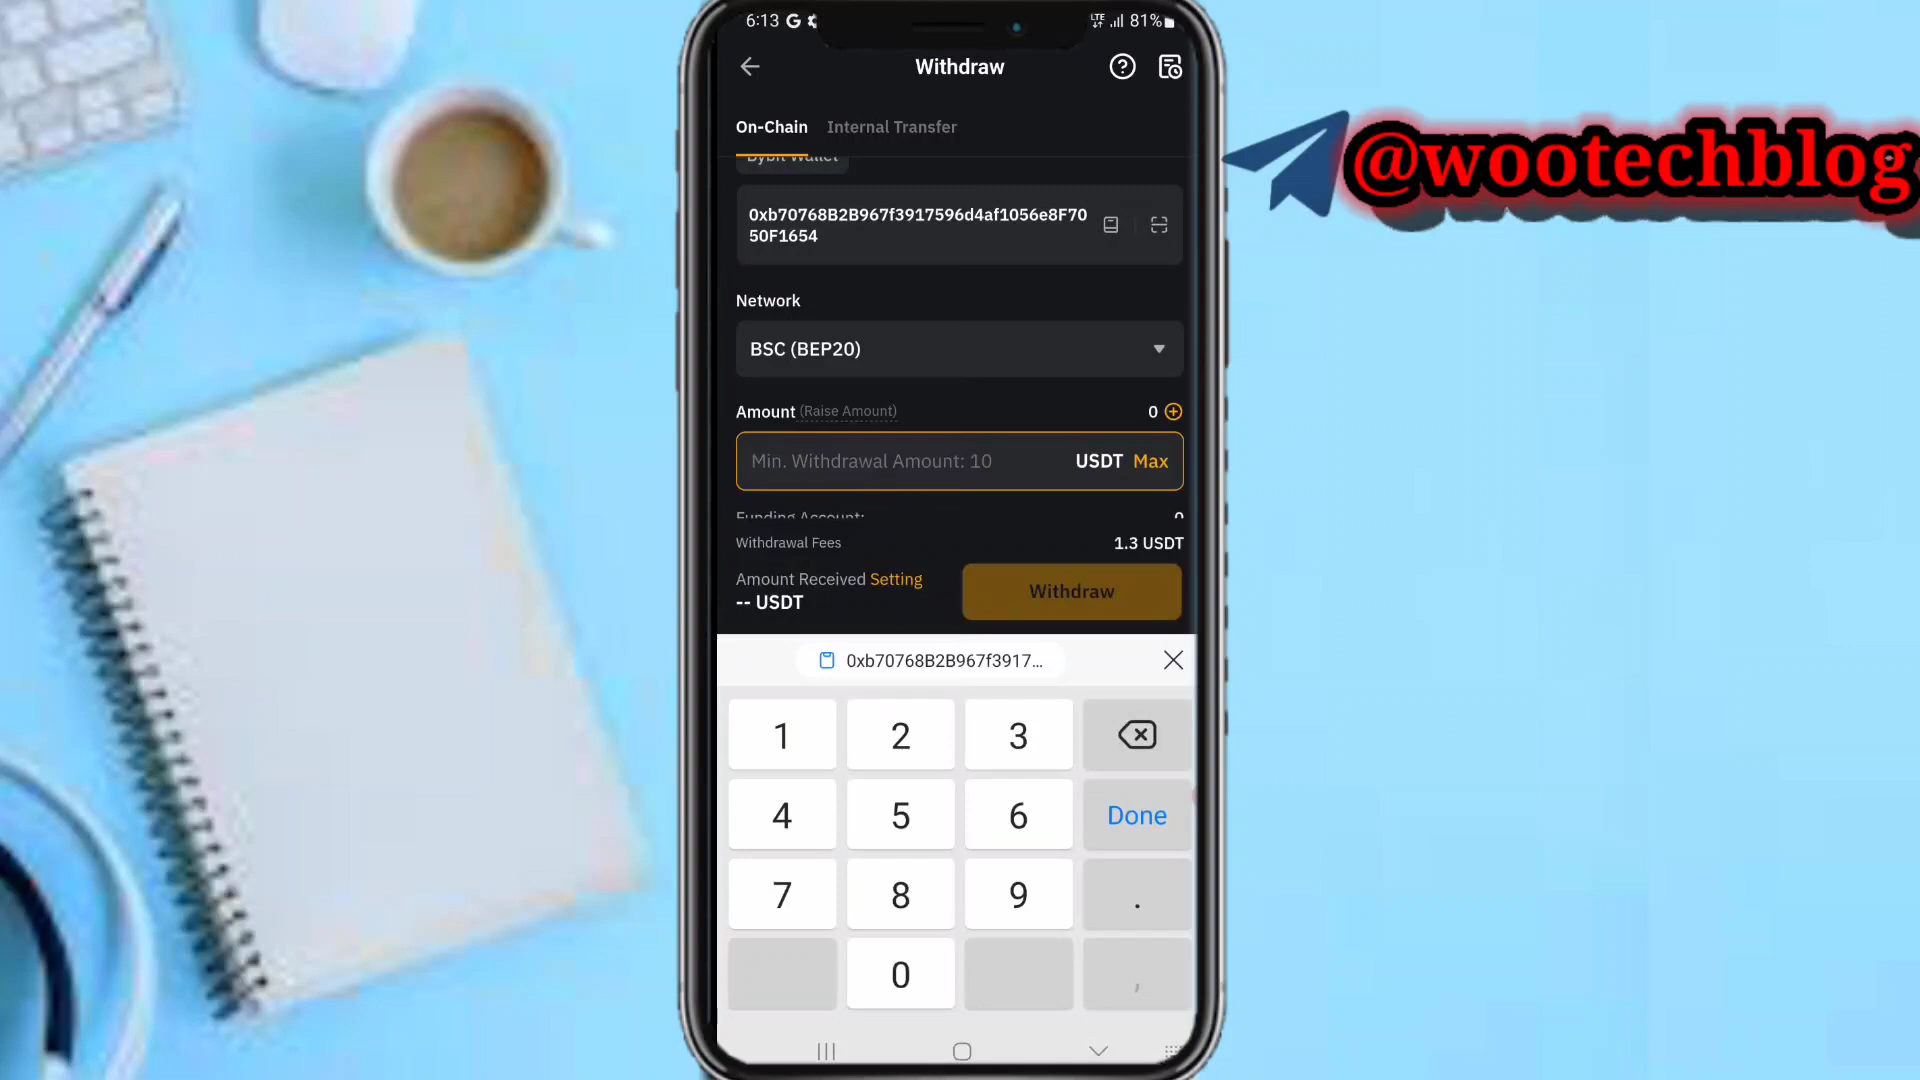 6:13
LTE 81%
Withdraw
@wootechblog
On-Chain Internal Transfer
Bybit Wallet
0xb70768B2B967f3917596d4af1056e8F70
50F1654
Network
BSC (BEP20)
Amount (Raise Amount) 0
Min. Withdrawal Amount: 10 USDT Max
Funding Account: 0
Withdrawal Fees 1.3 USDT
Amount Received Setting
-- USDT
Withdraw
0xb70768B2B967f3917...
1 2 3
4 5 6 Done
7 8 9 .
0 ,